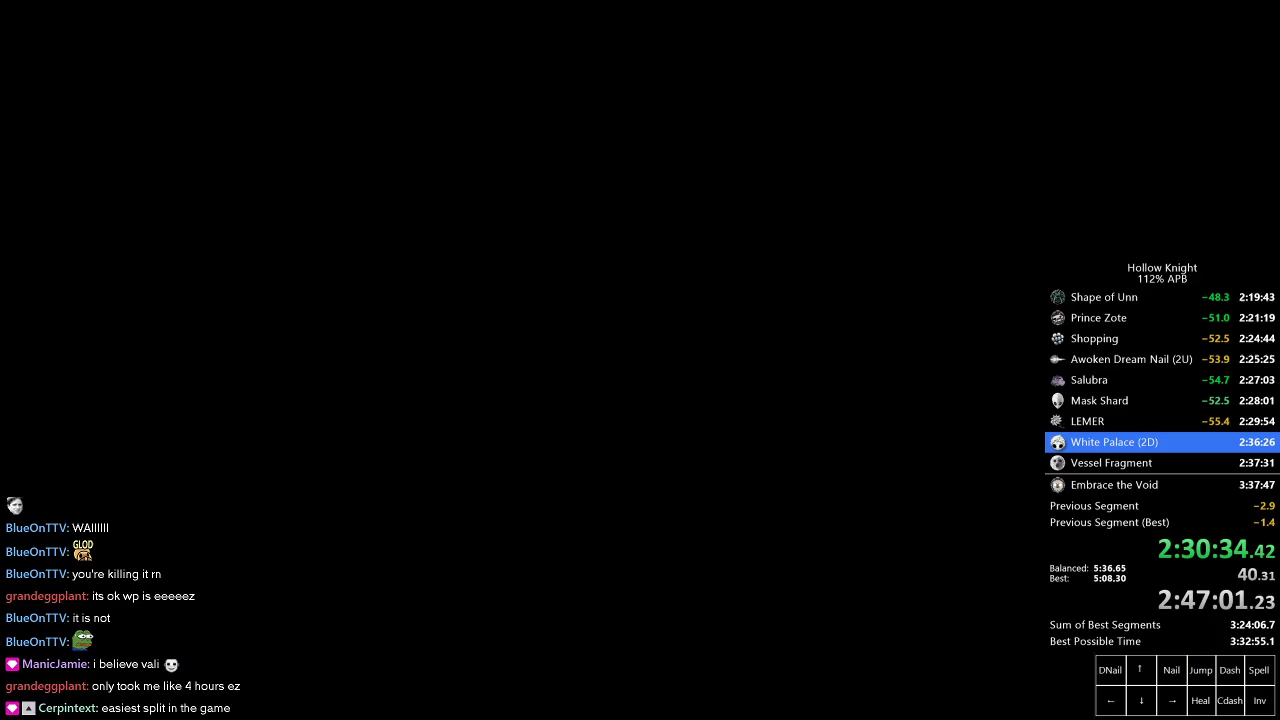 Hollow Knight
112% APB
Shape of Unn −48.3 2:19:43
Prince Zote −51.0 2:21:19
Shopping −52.5 2:24:44
Awoken Dream Nail (2U) −53.9 2:25:25
Salubra −54.7 2:27:03
Mask Shard −52.5 2:28:01
LEMER −55.4 2:29:54
White Palace (2D) 2:36:26
Vessel Fragment 2:37:31
Embrace the Void 3:37:47
Previous Segment −2.9
Previous Segment (Best) −1.4
2:30:34.42
Balanced: 5:36.65
Best: 5:08.30
40.31
2:47:01.23
Sum of Best Segments 3:24:06.7
Best Possible Time 3:32:55.1
DNail ↑ Nail Jump Dash Spell
← ↓ → Heal Cdash Inv
BlueOnTTV: WAIIIIII
BlueOnTTV: GLOD
BlueOnTTV: you're killing it rn
grandeggplant: its ok wp is eeeeez
BlueOnTTV: it is not
BlueOnTTV:
ManicJamie: i believe vali
grandeggplant: only took me like 4 hours ez
Cerpintext: easiest split in the game